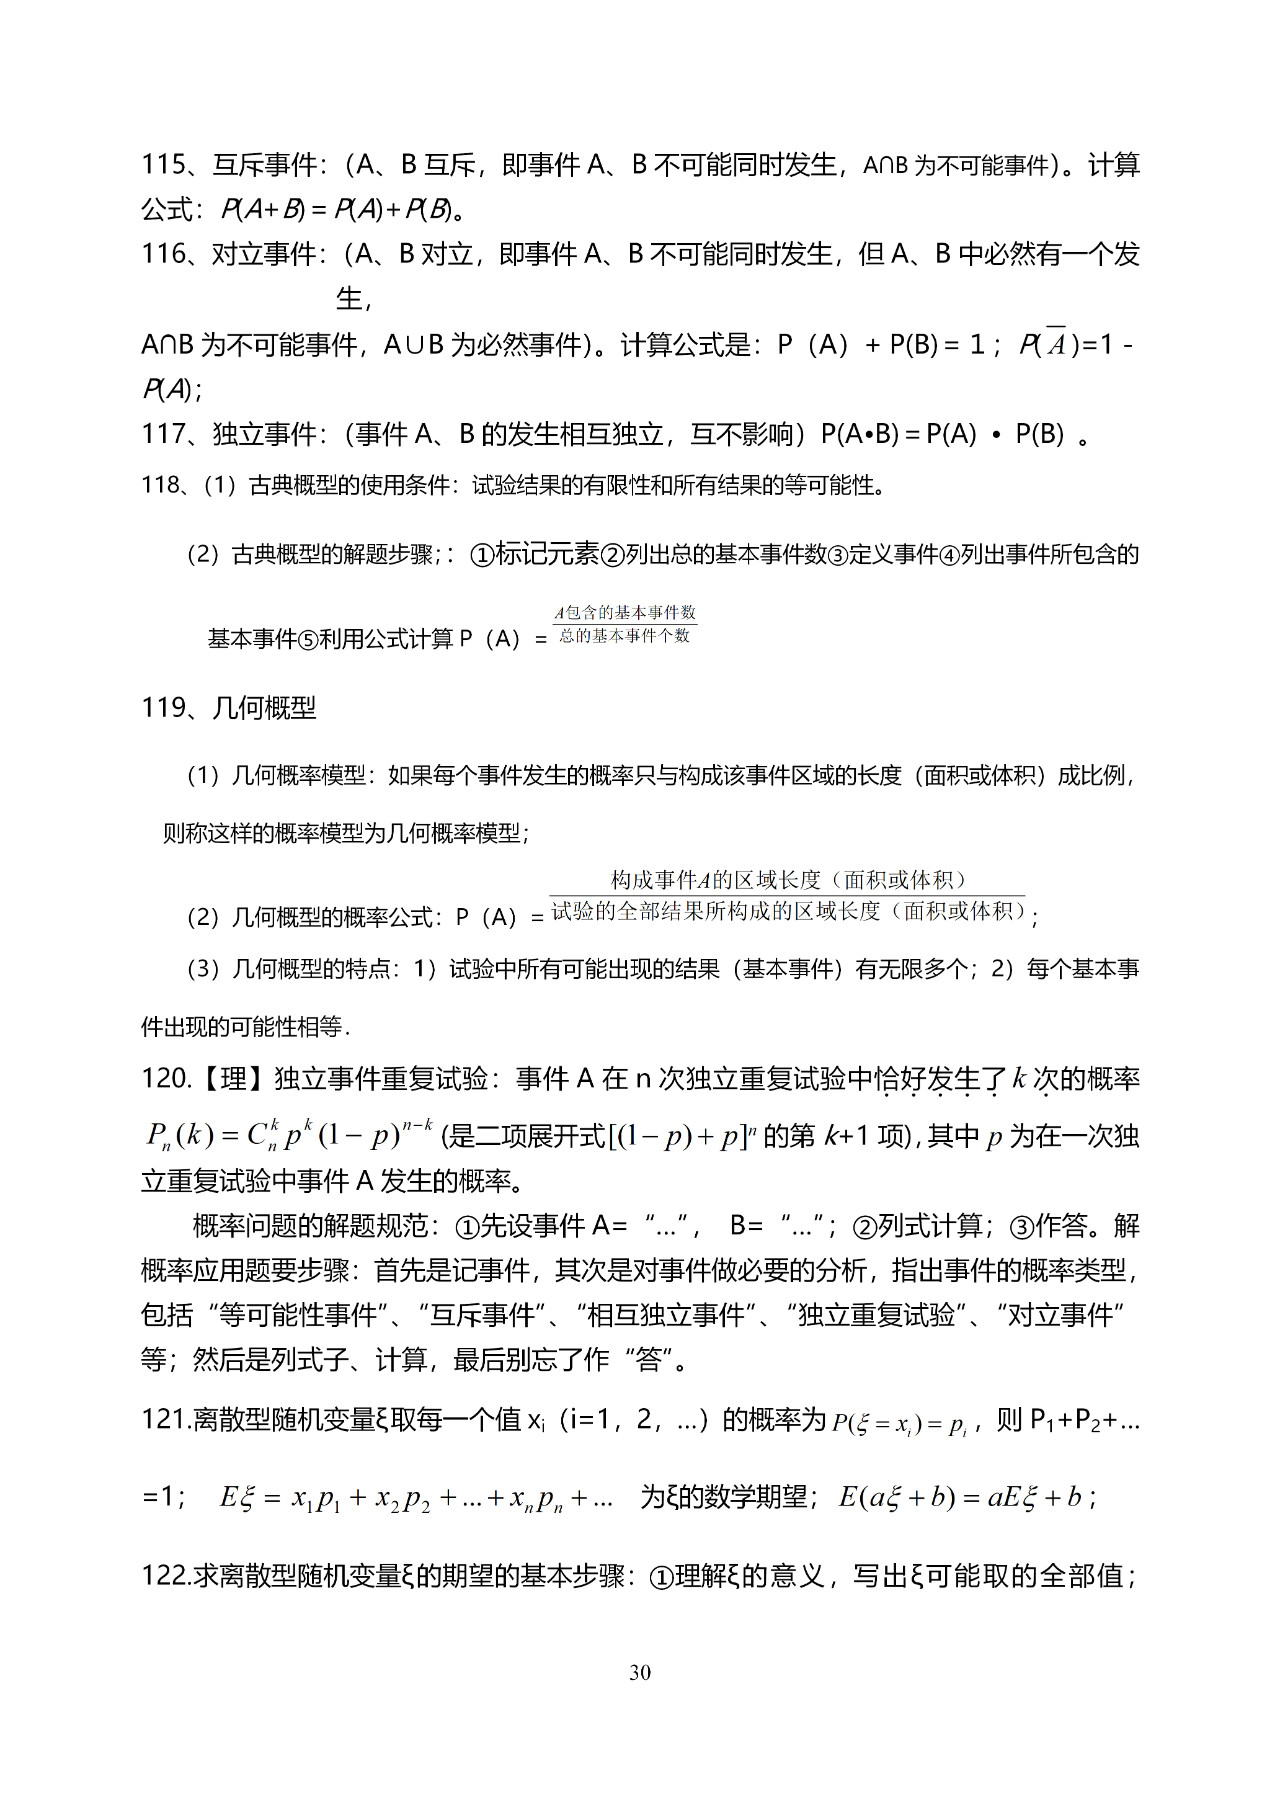 115、互斥事件：（A、B 互斥，即事件 A、B 不可能同时发生，A∩B 为不可能事件）。计算
公式：P(A+B) = P(A)+P(B)。
116、对立事件：（A、B 对立，即事件 A、B 不可能同时发生，但 A、B 中必然有一个发
生，
A∩B 为不可能事件，A∪B 为必然事件）。计算公式是：P（A）+ P(B) = 1 ；P(A̅)=1 -
P(A)；
117、独立事件：（事件 A、B 的发生相互独立，互不影响）P(A•B) = P(A) • P(B) 。
118、（1）古典概型的使用条件：试验结果的有限性和所有结果的等可能性。
（2）古典概型的解题步骤；：①标记元素②列出总的基本事件数③定义事件④列出事件所包含的
基本事件⑤利用公式计算 P（A）= A包含的基本事件数 / 总的基本事件个数
119、几何概型
（1）几何概率模型：如果每个事件发生的概率只与构成该事件区域的长度（面积或体积）成比例，
则称这样的概率模型为几何概率模型；
（2）几何概型的概率公式：P（A）= 构成事件A的区域长度（面积或体积） / 试验的全部结果所构成的区域长度（面积或体积）；
（3）几何概型的特点：1）试验中所有可能出现的结果（基本事件）有无限多个；2）每个基本事
件出现的可能性相等．
120.【理】独立事件重复试验：事件 A 在 n 次独立重复试验中恰好发生了 k 次的概率
Pₙ(k) = Cₙᵏ pᵏ (1− p)ⁿ⁻ᵏ (是二项展开式[(1− p)+ p]ⁿ 的第 k+1 项), 其中 p 为在一次独
立重复试验中事件 A 发生的概率。
概率问题的解题规范：①先设事件 A=“…”， B=“…”；②列式计算；③作答。解
概率应用题要步骤：首先是记事件，其次是对事件做必要的分析，指出事件的概率类型，
包括“等可能性事件”、“互斥事件”、“相互独立事件”、“独立重复试验”、“对立事件”
等；然后是列式子、计算，最后别忘了作“答”。
121.离散型随机变量ξ取每一个值 xᵢ（i=1，2，…）的概率为 P(ξ = xᵢ) = pᵢ，则 P₁+P₂+…
=1； Eξ = x₁p₁ + x₂p₂ + ... + xₙpₙ + ... 为ξ的数学期望；E(aξ + b) = aEξ + b；
122.求离散型随机变量ξ的期望的基本步骤：①理解ξ的意义，写出ξ可能取的全部值；
30